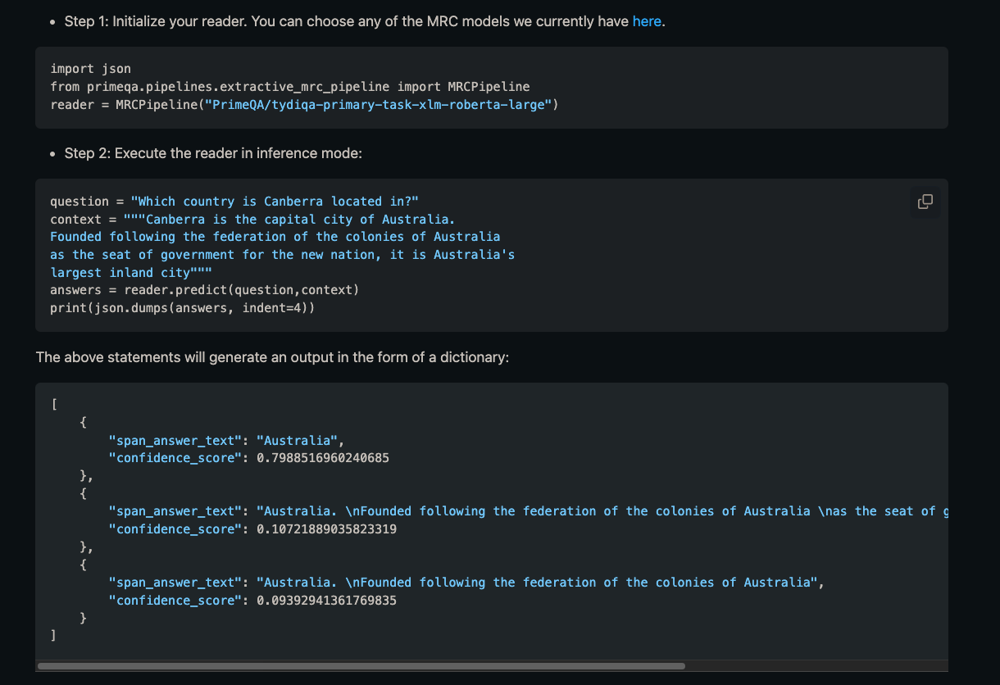 • Step 1: Initialize your reader. You can choose any of the MRC models we currently have here.
import json
from primeqa.pipelines.extractive_mrc_pipeline import MRCPipeline
reader = MRCPipeline("PrimeQA/tydiqa-primary-task-xlm-roberta-large")
• Step 2: Execute the reader in inference mode:
question = "Which country is Canberra located in?"
context = """Canberra is the capital city of Australia.
Founded following the federation of the colonies of Australia
as the seat of government for the new nation, it is Australia's
largest inland city"""
answers = reader.predict(question,context)
print(json.dumps(answers, indent=4))
The above statements will generate an output in the form of a dictionary:
[
    {
        "span_answer_text": "Australia",
        "confidence_score": 0.7988516960240685
    },
    {
        "span_answer_text": "Australia. \nFounded following the federation of the colonies of Australia \nas the seat of
        "confidence_score": 0.10721889035823319
    },
    {
        "span_answer_text": "Australia. \nFounded following the federation of the colonies of Australia",
        "confidence_score": 0.09392941361769835
    }
]